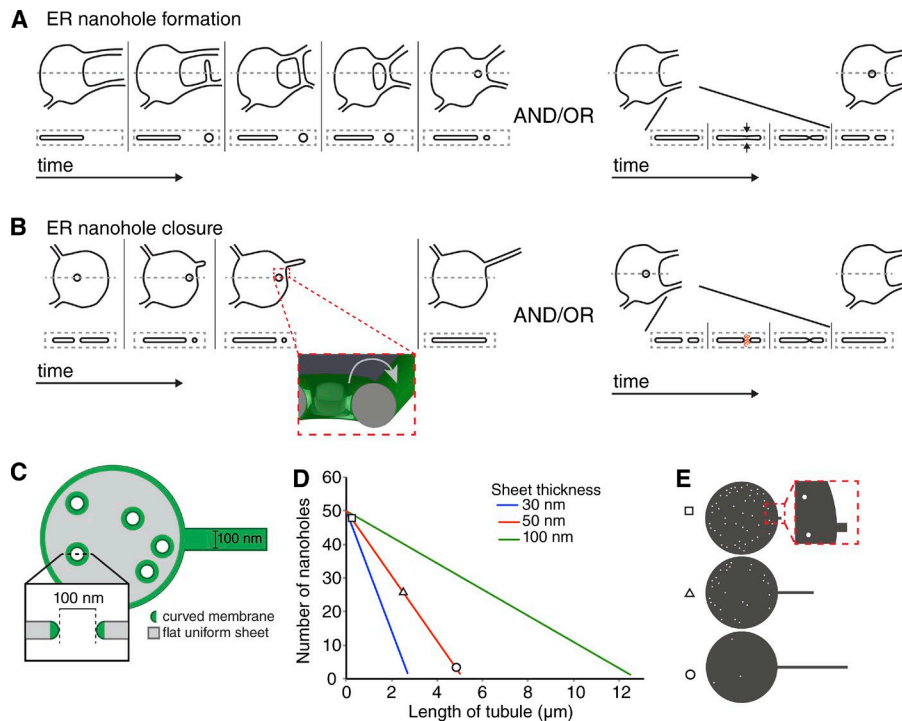 A ER nanohole formation
AND/OR
time
time
B ER nanohole closure
AND/OR
time
time
C
100 nm
100 nm
curved membrane
flat uniform sheet
D
60
50
40
30
20
10
0
0 2 4 6 8 10 12
Number of nanoholes
Length of tubule (μm)
Sheet thickness
30 nm
50 nm
100 nm
E